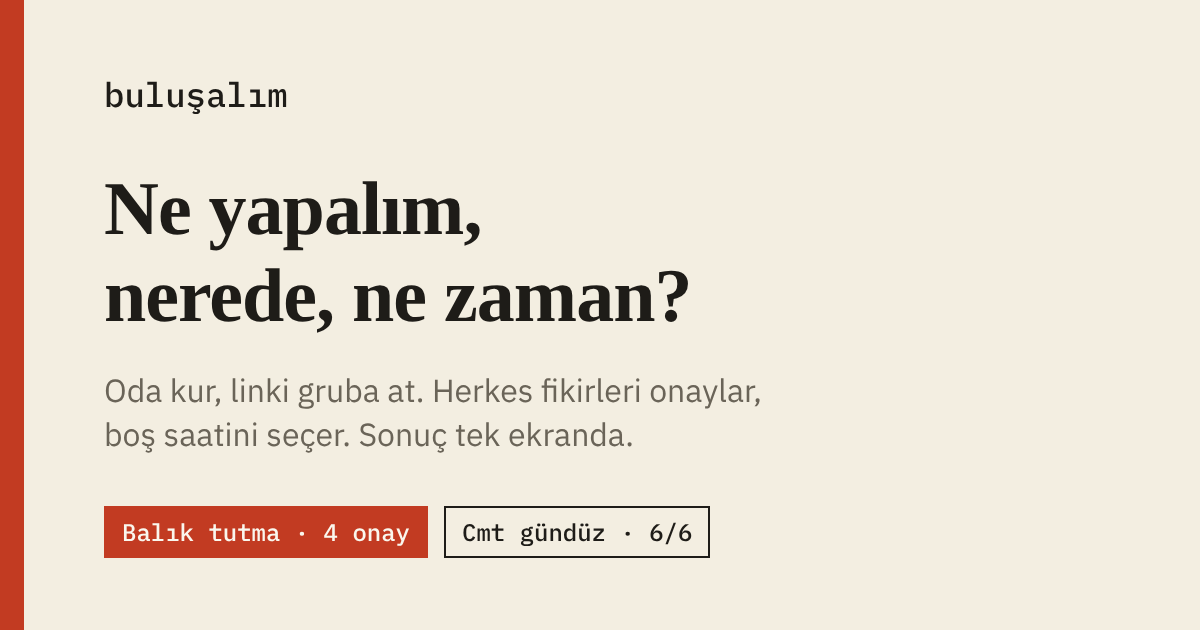 buluşalım
Ne yapalım,
nerede, ne zaman?
Oda kur, linki gruba at. Herkes fikirleri onaylar,
boş saatini seçer. Sonuç tek ekranda.
Balık tutma · 4 onay
Cmt gündüz · 6/6